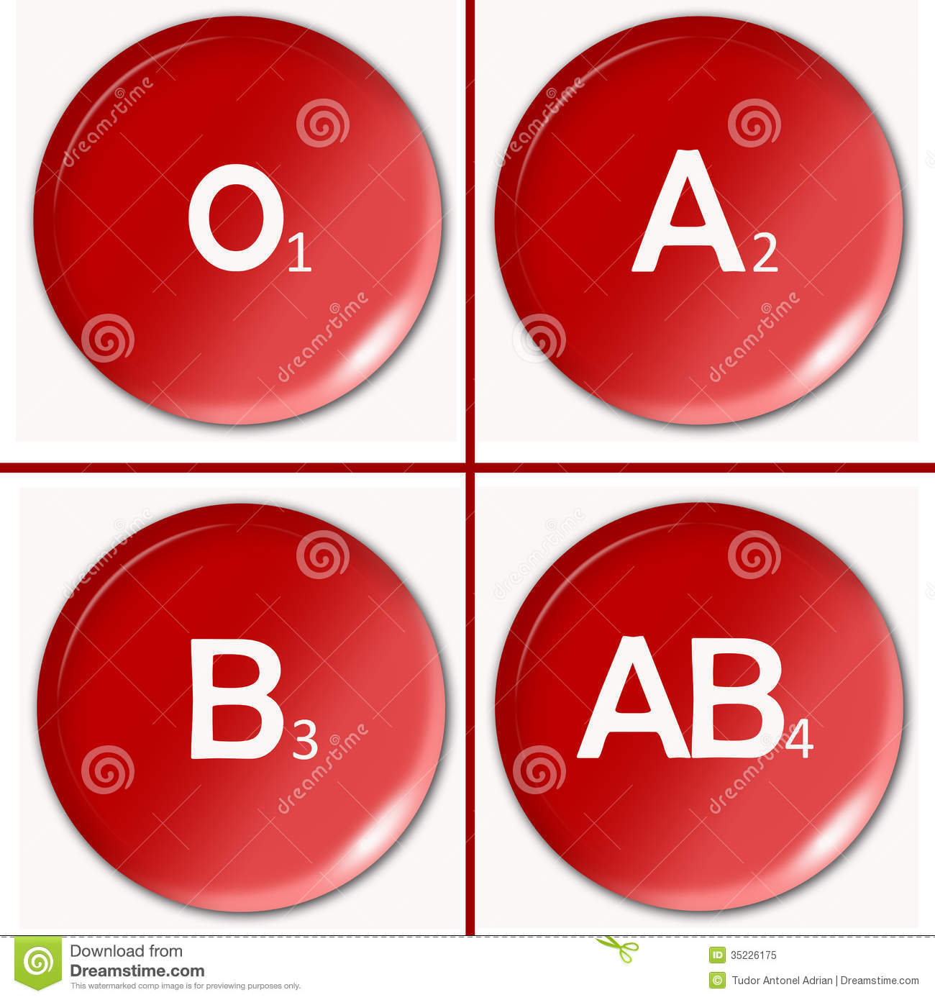 O1
A2
B3
AB4
dreamstime
dreamstime
dreamstime
dreamstime
dreamstime
dreamstime
dreamstime
dreamstime
Download from
Dreamstime.com
This watermarked comp image is for previewing purposes only.
ID 35226175
© Tudor Antonel Adrian | Dreamstime.com